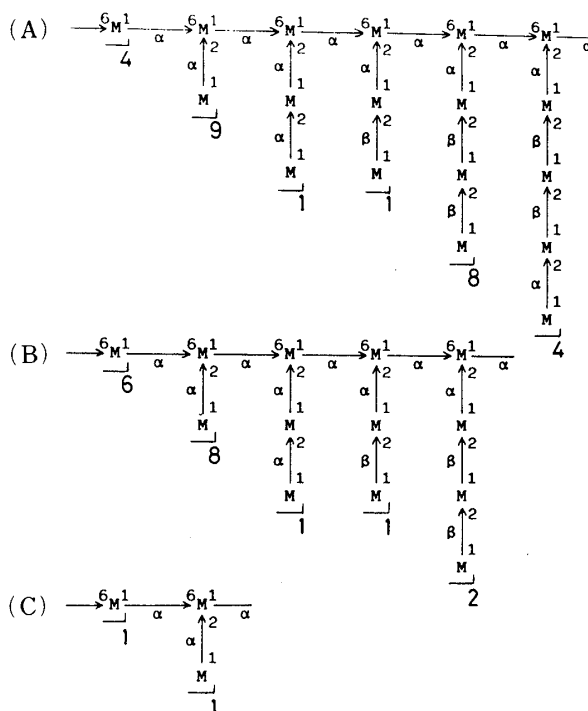 (A) ⁶M¹ α ⁶M¹ α ⁶M¹ α ⁶M¹ α ⁶M¹ α ⁶M¹ α
4 2 2 2 2 2
α α α α α
1 1 1 1 1
M M M M M
9 2 2 2 2
α β β β
1 1 1 1
M M M M
1 1 2 2
β β
1 1
M M
8 2
α
1
M
4
(B) ⁶M¹ α ⁶M¹ α ⁶M¹ α ⁶M¹ α ⁶M¹ α
6 2 2 2 2
α α α α
1 1 1 1
M M M M
8 2 2 2
α β β
1 1 1
M M M
1 1 2
β
1
M
2
(C) ⁶M¹ α ⁶M¹ α
1 2
α
1
M
1